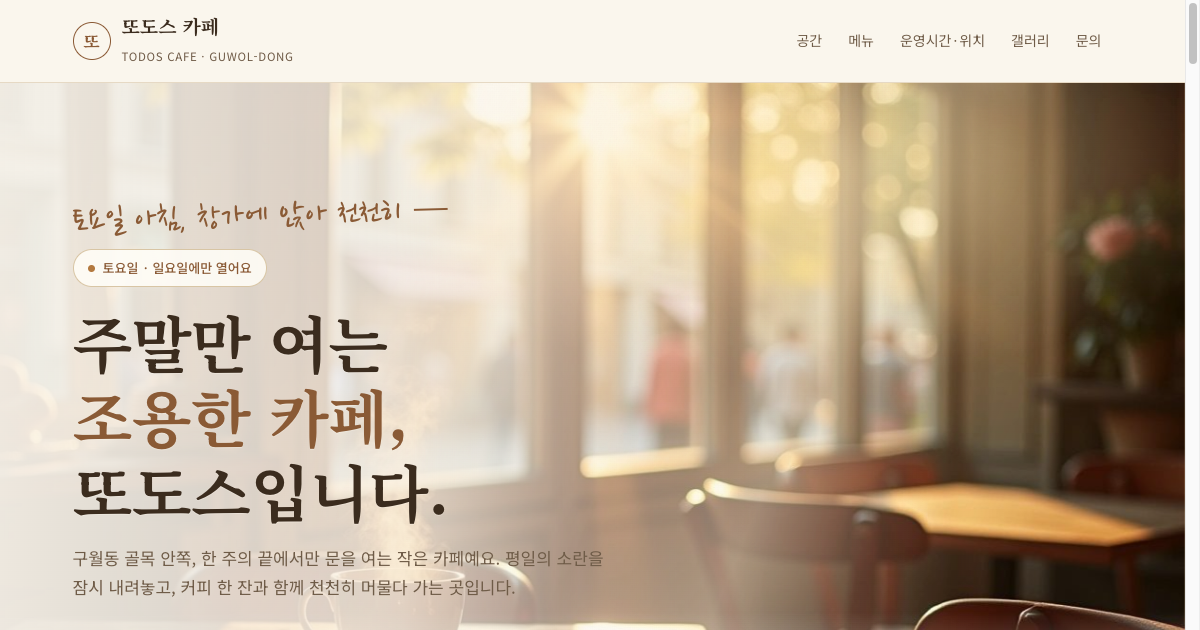 또
또도스 카페
TODOS CAFE · GUWOL-DONG
공간 메뉴 운영시간·위치 갤러리 문의
토요일 아침, 창가에 앉아 천천히 —
토요일 · 일요일에만 열어요
주말만 여는
조용한 카페,
또도스입니다.
구월동 골목 안쪽, 한 주의 끝에서만 문을 여는 작은 카페예요. 평일의 소란을
잠시 내려놓고, 커피 한 잔과 함께 천천히 머물다 가는 곳입니다.